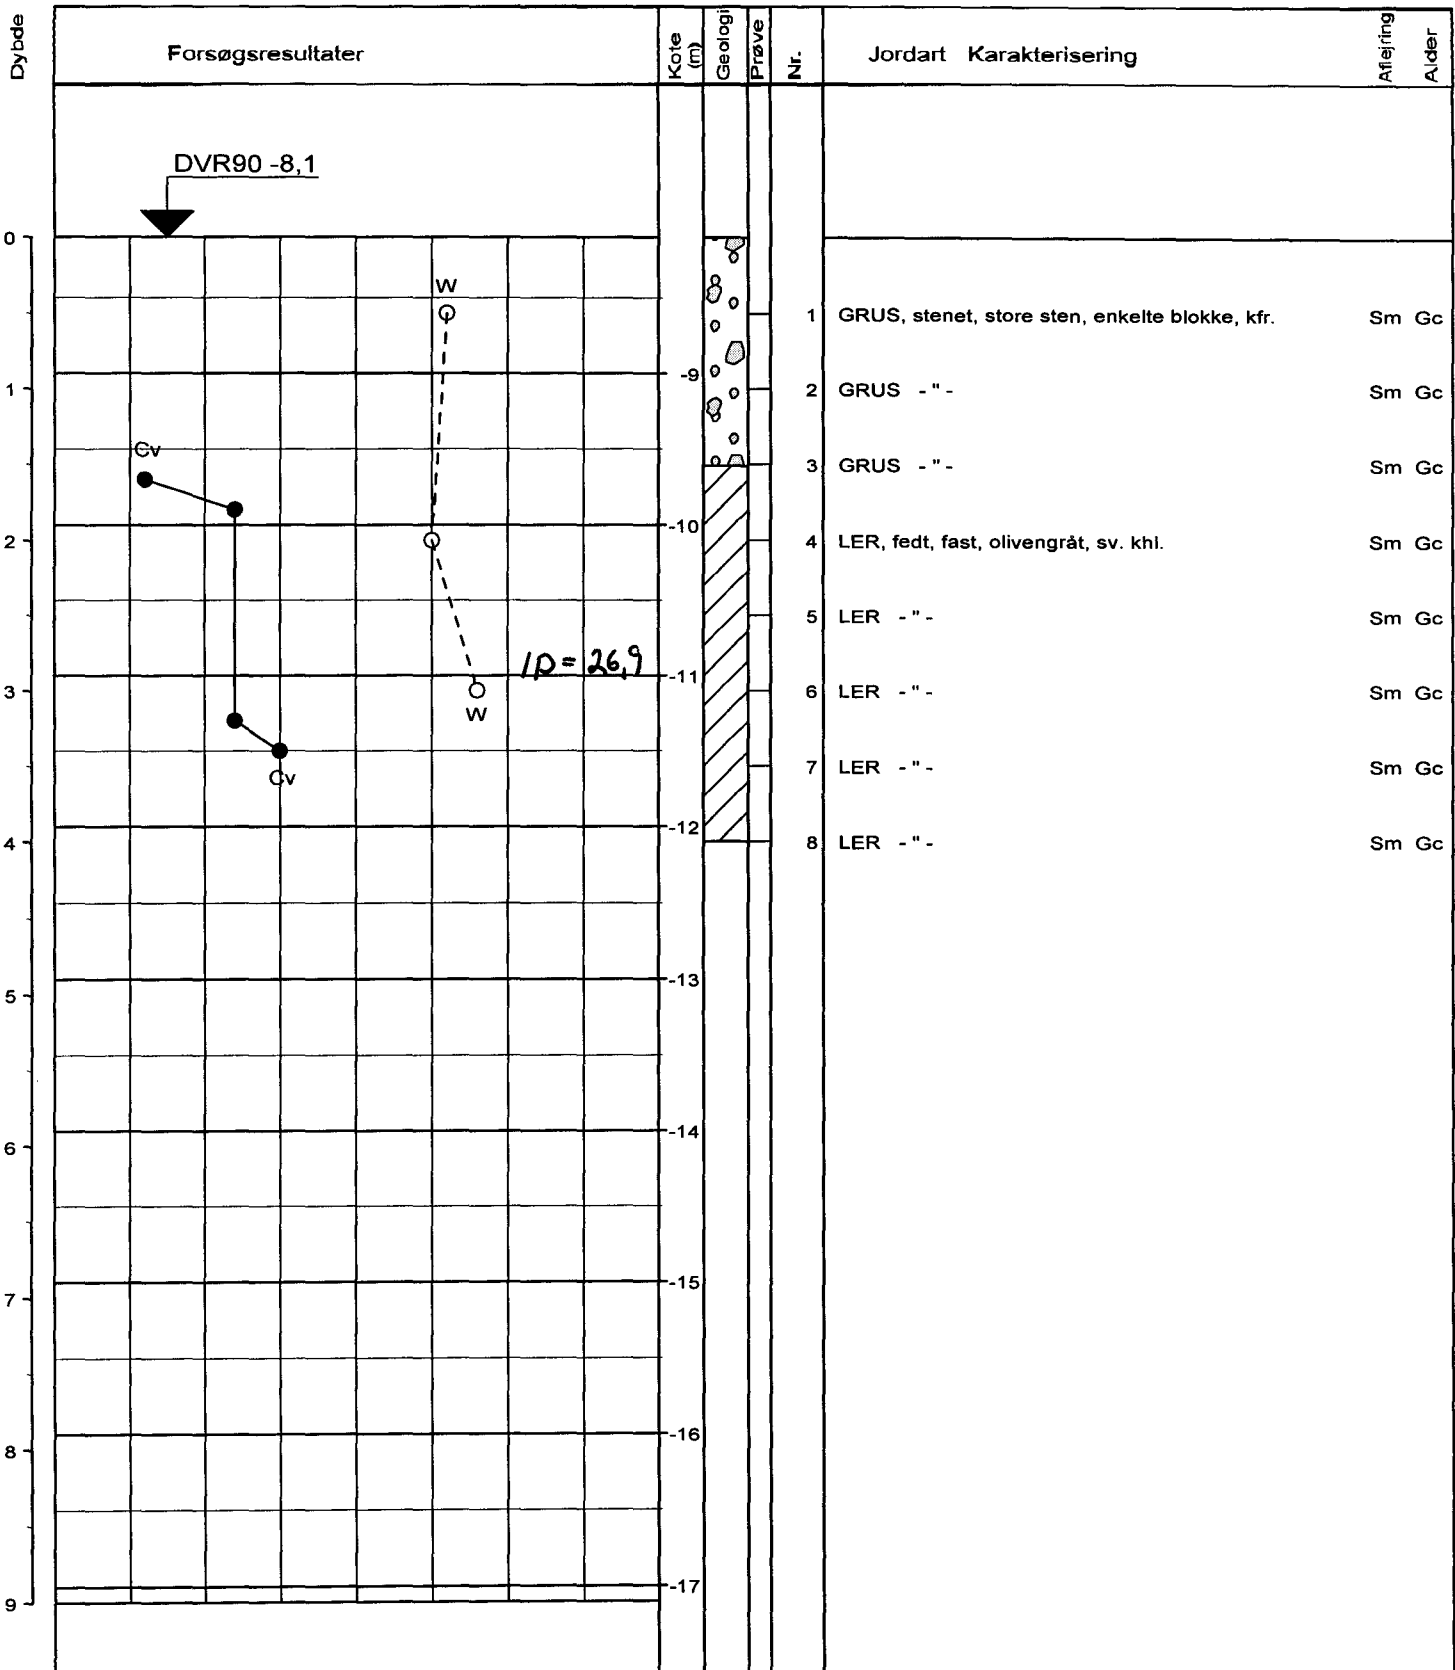 Dybde
Forsøgsresultater
Kote (m)
Geologi
Prøve
Nr.
Jordart Karakterisering
Aflejring
Alder
DVR90 -8,1
0
W
1 GRUS, stenet, store sten, enkelte blokke, kfr. Sm Gc
-9
1
2 GRUS - " - Sm Gc
Cv
3 GRUS - " - Sm Gc
-10
2
4 LER, fedt, fast, olivengråt, sv. khl. Sm Gc
5 LER - " - Sm Gc
Ip = 26,9
-11
3
6 LER - " - Sm Gc
W
7 LER - " - Sm Gc
Cv
-12
4
8 LER - " - Sm Gc
-13
5
-14
6
-15
7
-16
8
-17
9